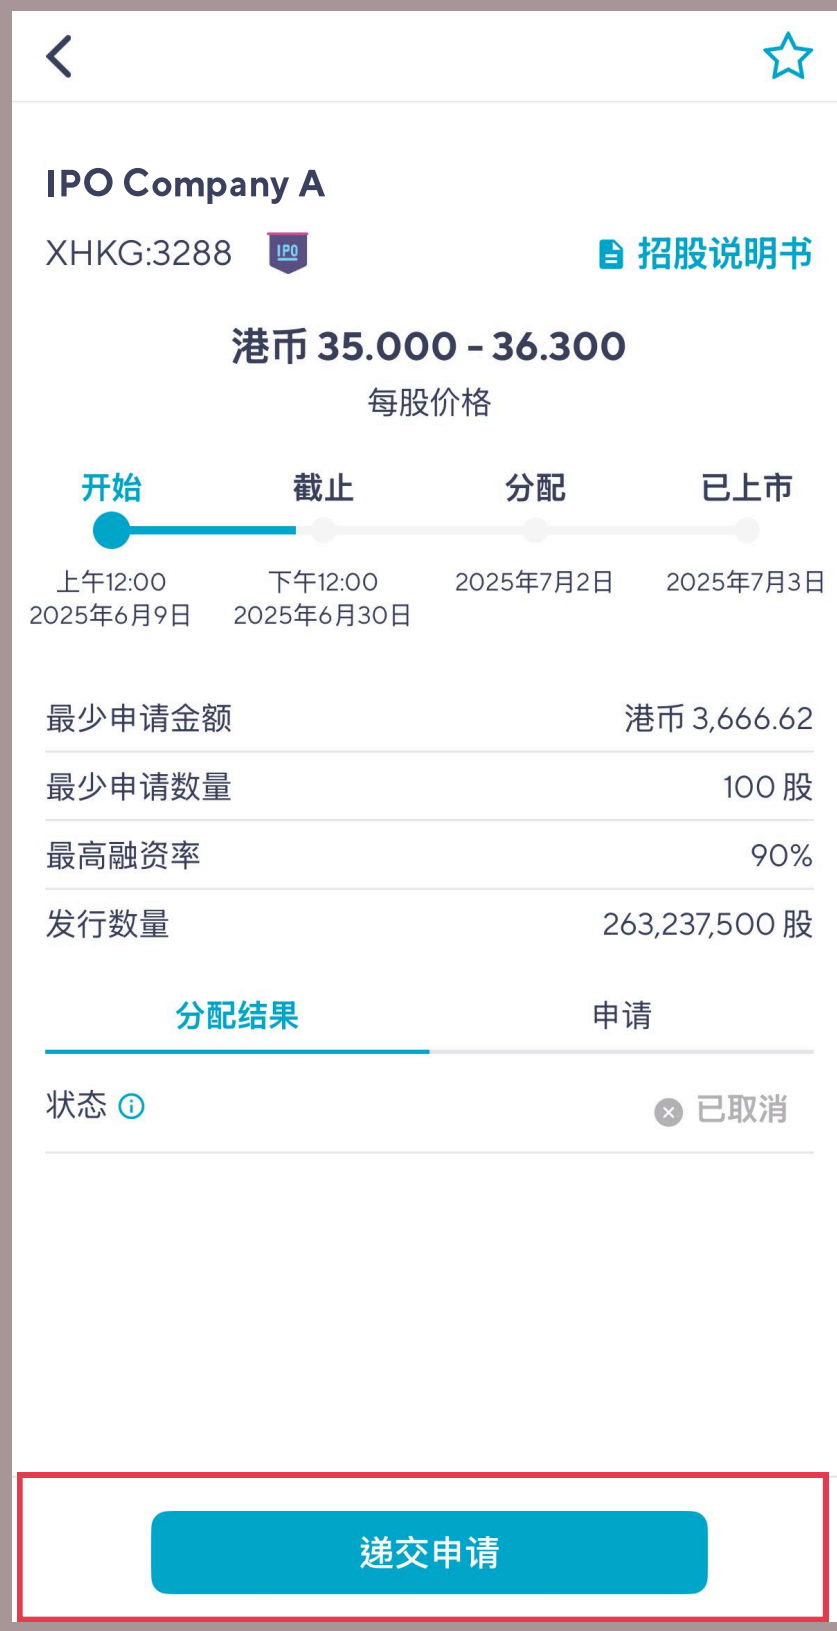 IPO Company A
XHKG:3288 IPO 招股说明书
港币 35.000 - 36.300
每股价格
开始 截止 分配 已上市
上午12:00 下午12:00 2025年7月2日 2025年7月3日
2025年6月9日 2025年6月30日
最少申请金额 港币 3,666.62
最少申请数量 100 股
最高融资率 90%
发行数量 263,237,500 股
分配结果 申请
状态 已取消
递交申请